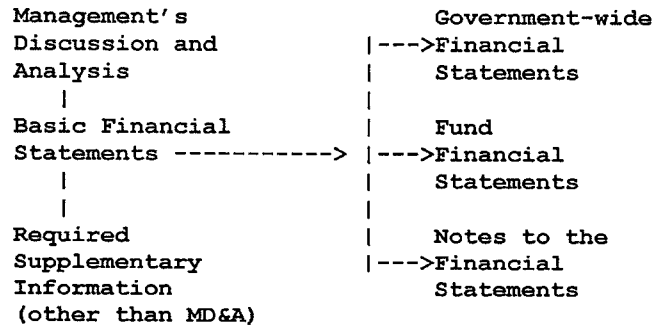 Management's                    Government-wide
Discussion and            |--->Financial
Analysis                  |     Statements
    |                     |
Basic Financial           |     Fund
Statements ------------>  |--->Financial
    |                     |     Statements
    |                     |
Required                  |     Notes to the
Supplementary             |--->Financial
Information                     Statements
(other than MD&A)